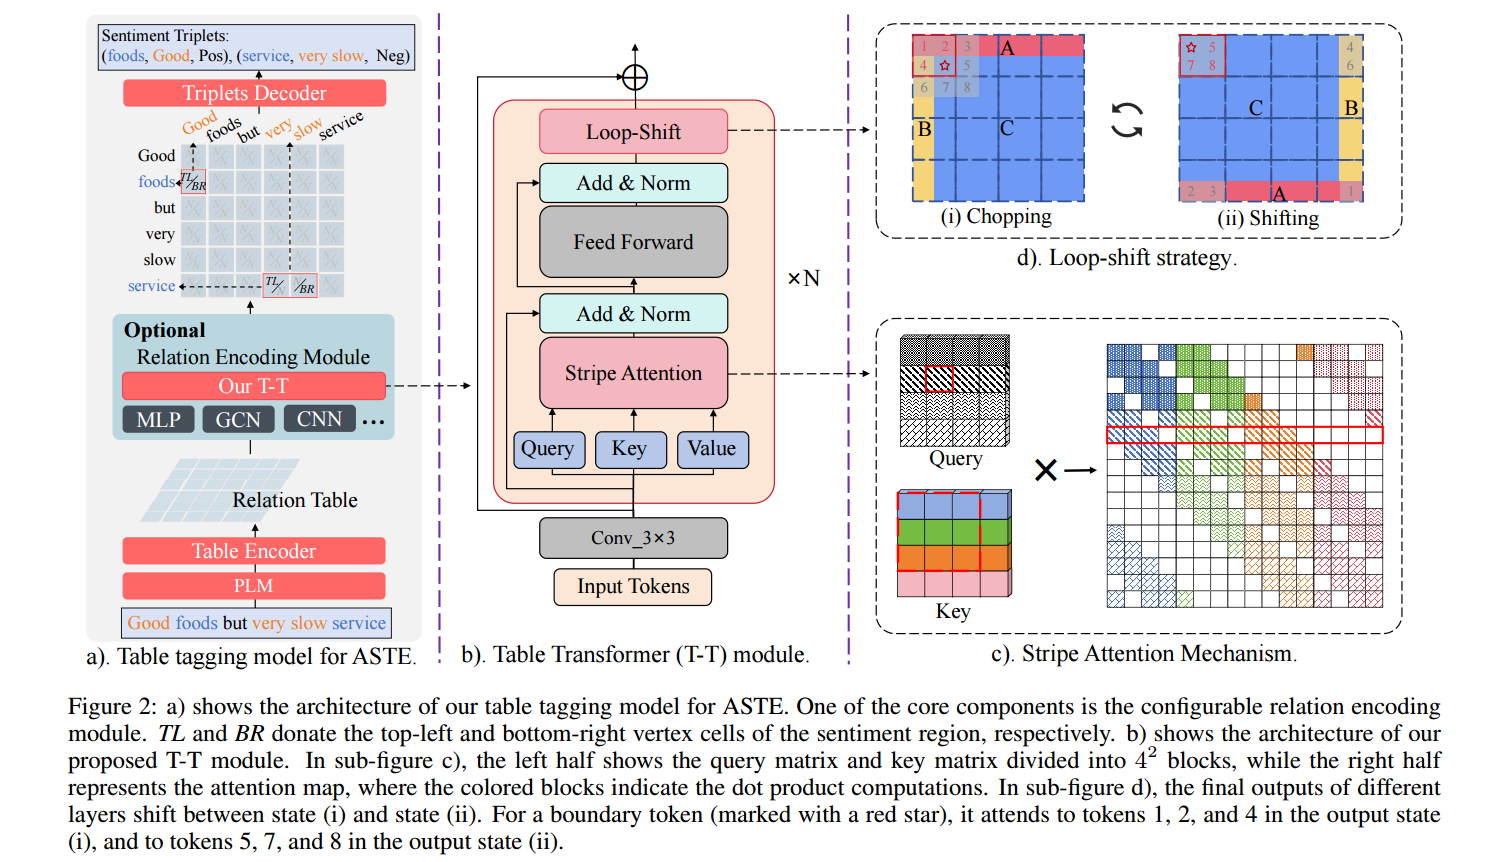 Sentiment Triplets:
(foods, Good, Pos), (service, very slow, Neg)
Triplets Decoder
Good foods but very slow service
Good
foods TL/BR
but
very
slow
service TL BR
Optional
Relation Encoding Module
Our T-T
MLP GCN CNN ...
Relation Table
Table Encoder
PLM
Good foods but very slow service
a). Table tagging model for ASTE.
Loop-Shift
Add & Norm
Feed Forward
×N
Add & Norm
Stripe Attention
Query Key Value
Conv_3×3
Input Tokens
b). Table Transformer (T-T) module.
1 2 3 A
4 5
6 7 8
B C
(i) Chopping
5 4
7 8 6
C B
2 3 A 1
(ii) Shifting
d). Loop-shift strategy.
Query
Key
c). Stripe Attention Mechanism.
Figure 2: a) shows the architecture of our table tagging model for ASTE. One of the core components is the configurable relation encoding
module. TL and BR donate the top-left and bottom-right vertex cells of the sentiment region, respectively. b) shows the architecture of our
proposed T-T module. In sub-figure c), the left half shows the query matrix and key matrix divided into 4² blocks, while the right half
represents the attention map, where the colored blocks indicate the dot product computations. In sub-figure d), the final outputs of different
layers shift between state (i) and state (ii). For a boundary token (marked with a red star), it attends to tokens 1, 2, and 4 in the output state
(i), and to tokens 5, 7, and 8 in the output state (ii).